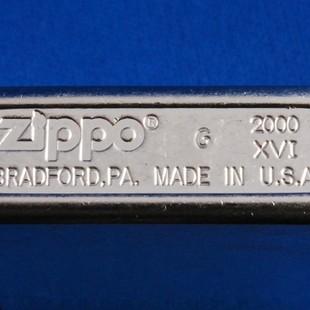 Zippo® G 2000
XVI
BRADFORD,PA. MADE IN U.S.A